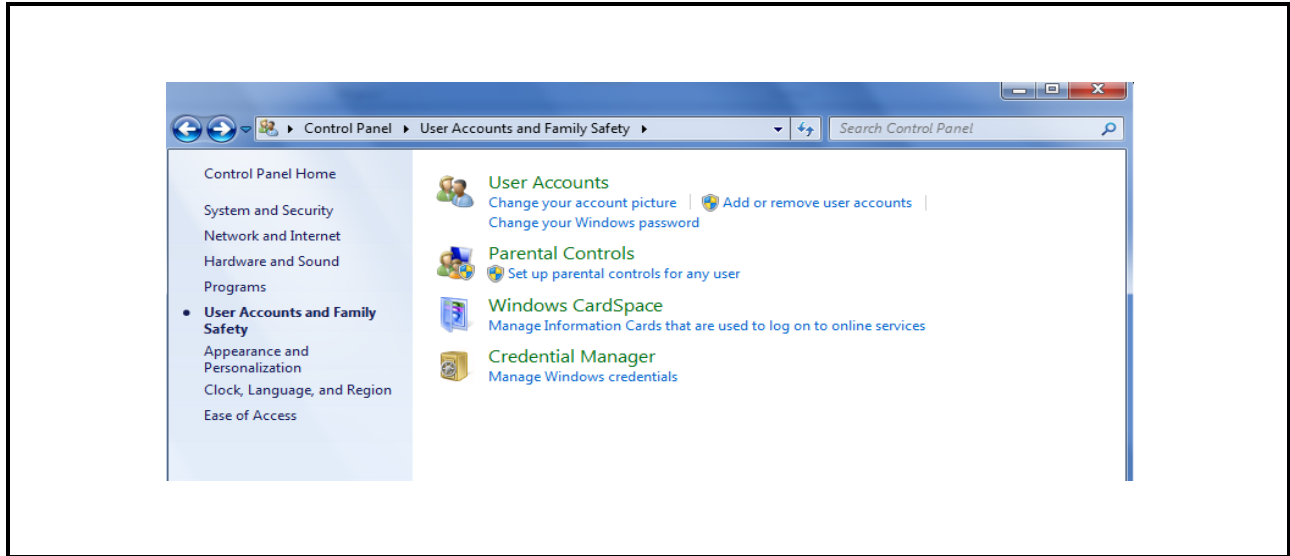 Control Panel
User Accounts and Family Safety
Search Control Panel
Control Panel Home
System and Security
Network and Internet
Hardware and Sound
Programs
User Accounts and Family
Safety
Appearance and
Personalization
Clock, Language, and Region
Ease of Access
User Accounts
Change your account picture
Add or remove user accounts
Change your Windows password
Parental Controls
Set up parental controls for any user
Windows CardSpace
Manage Information Cards that are used to log on to online services
Credential Manager
Manage Windows credentials